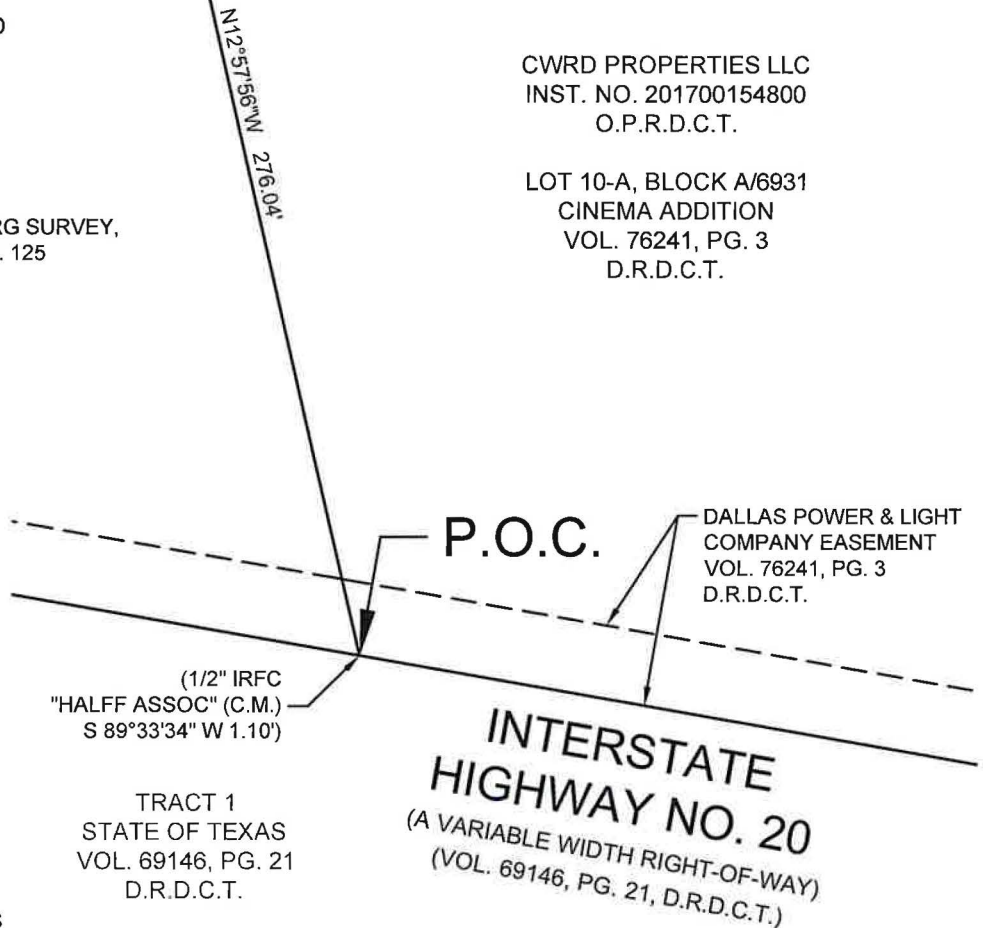 N12°57'56"W 276.04'
CWRD PROPERTIES LLC
INST. NO. 201700154800
O.P.R.D.C.T.
LOT 10-A, BLOCK A/6931
CINEMA ADDITION
VOL. 76241, PG. 3
D.R.D.C.T.
RG SURVEY,
. 125
P.O.C.
DALLAS POWER & LIGHT
COMPANY EASEMENT
VOL. 76241, PG. 3
D.R.D.C.T.
(1/2" IRFC
"HALFF ASSOC" (C.M.)
S 89°33'34" W 1.10')
INTERSTATE
HIGHWAY NO. 20
(A VARIABLE WIDTH RIGHT-OF-WAY)
(VOL. 69146, PG. 21, D.R.D.C.T.)
TRACT 1
STATE OF TEXAS
VOL. 69146, PG. 21
D.R.D.C.T.